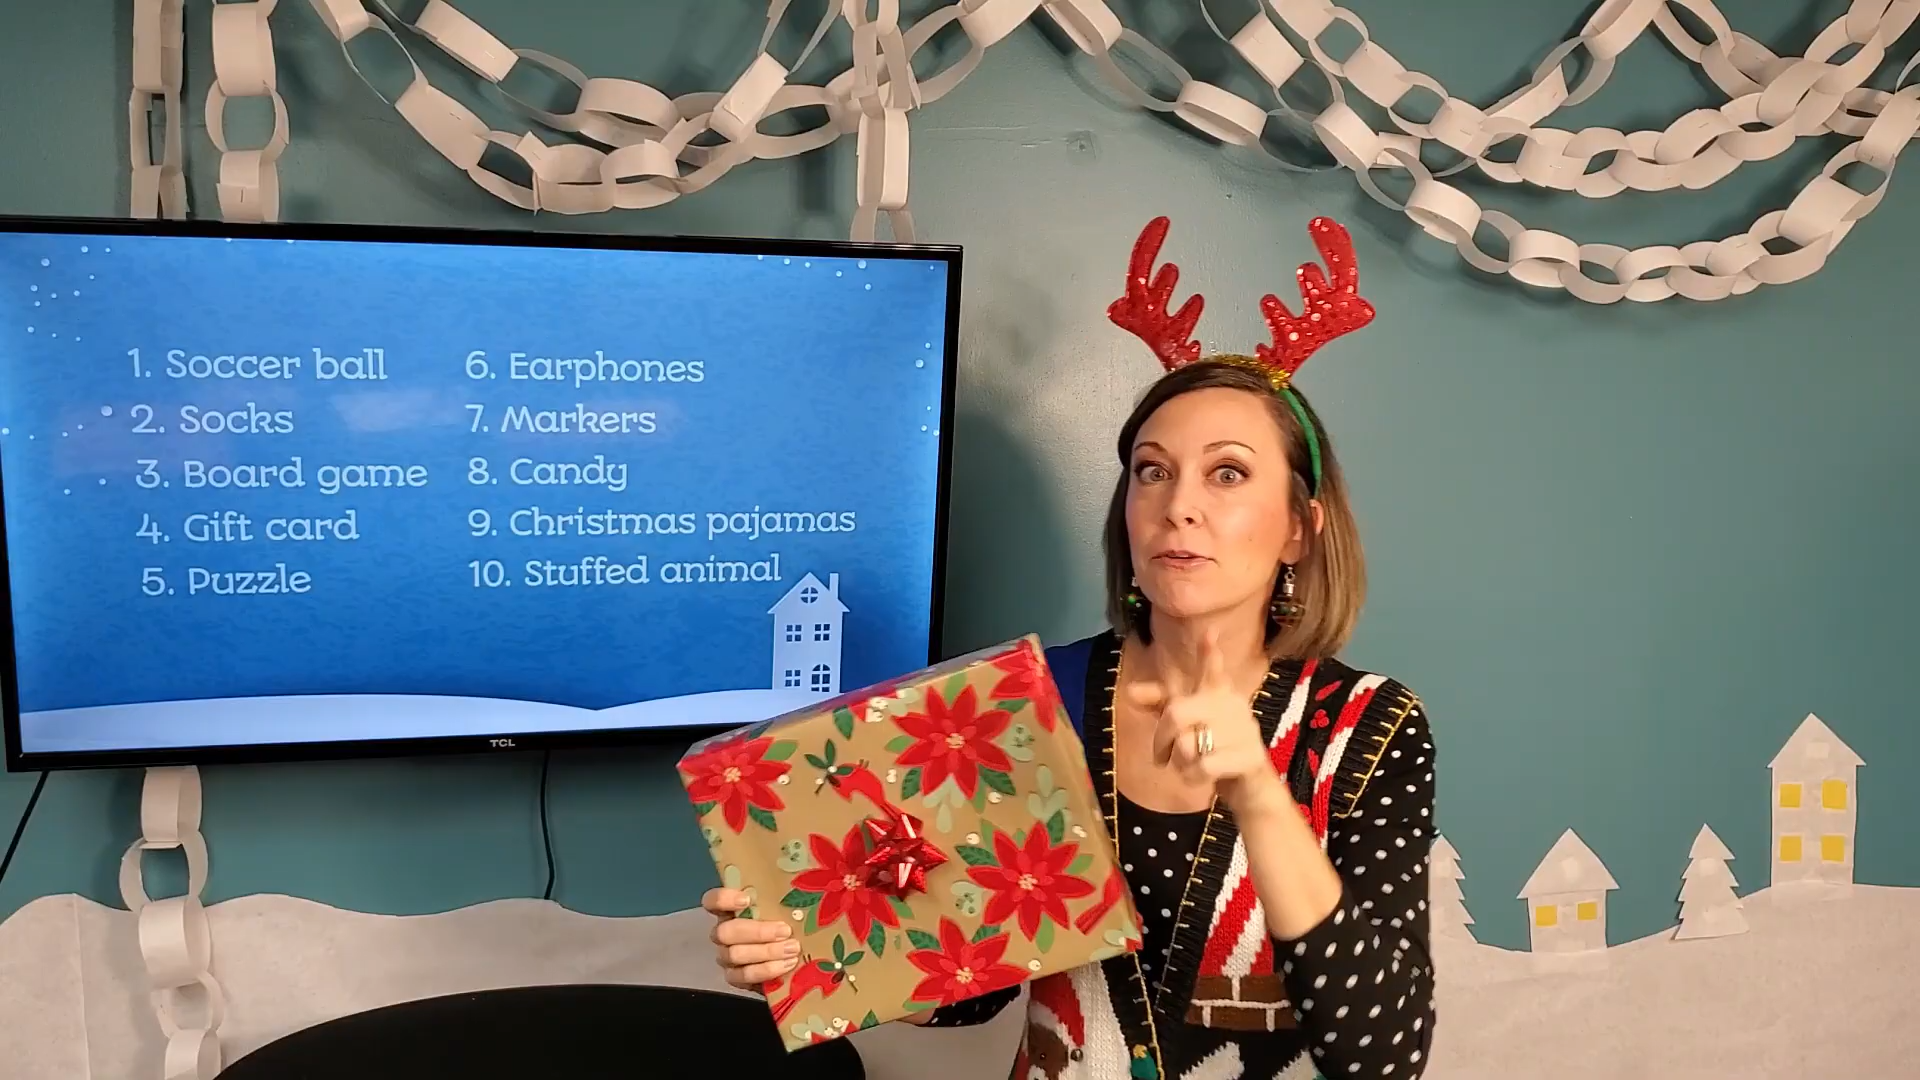 1. Soccer ball
2. Socks
3. Board game
4. Gift card
5. Puzzle
6. Earphones
7. Markers
8. Candy
9. Christmas pajamas
10. Stuffed animal
TCL